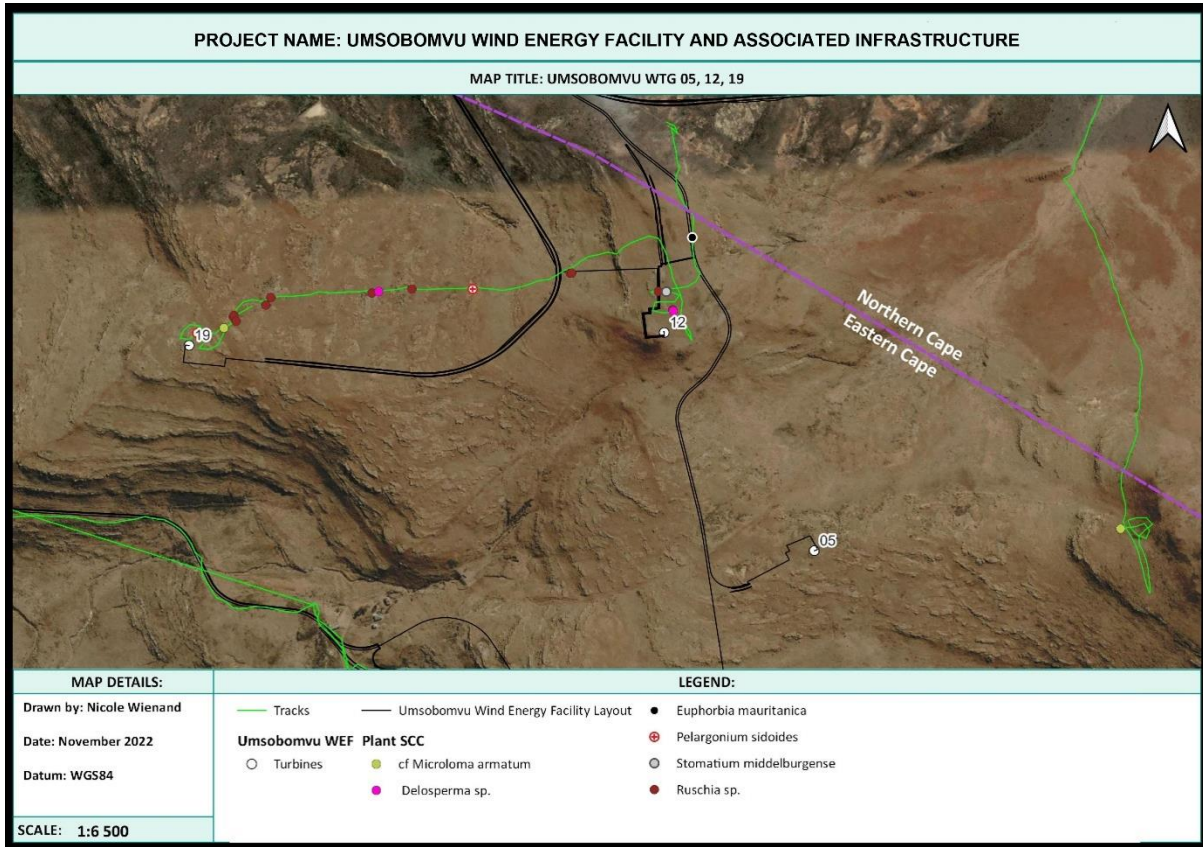 PROJECT NAME: UMSOBOMVU WIND ENERGY FACILITY AND ASSOCIATED INFRASTRUCTURE
MAP TITLE: UMSOBOMVU WTG 05, 12, 19
19
12
05
Northern Cape
Eastern Cape
MAP DETAILS:
Drawn by: Nicole Wienand
Date: November 2022
Datum: WGS84
SCALE: 1:6 500
LEGEND:
Tracks
Umsobomvu Wind Energy Facility Layout
Umsobomvu WEF
Turbines
Plant SCC
cf Microloma armatum
Delosperma sp.
Euphorbia mauritanica
Pelargonium sidoides
Stomatium middelburgense
Ruschia sp.